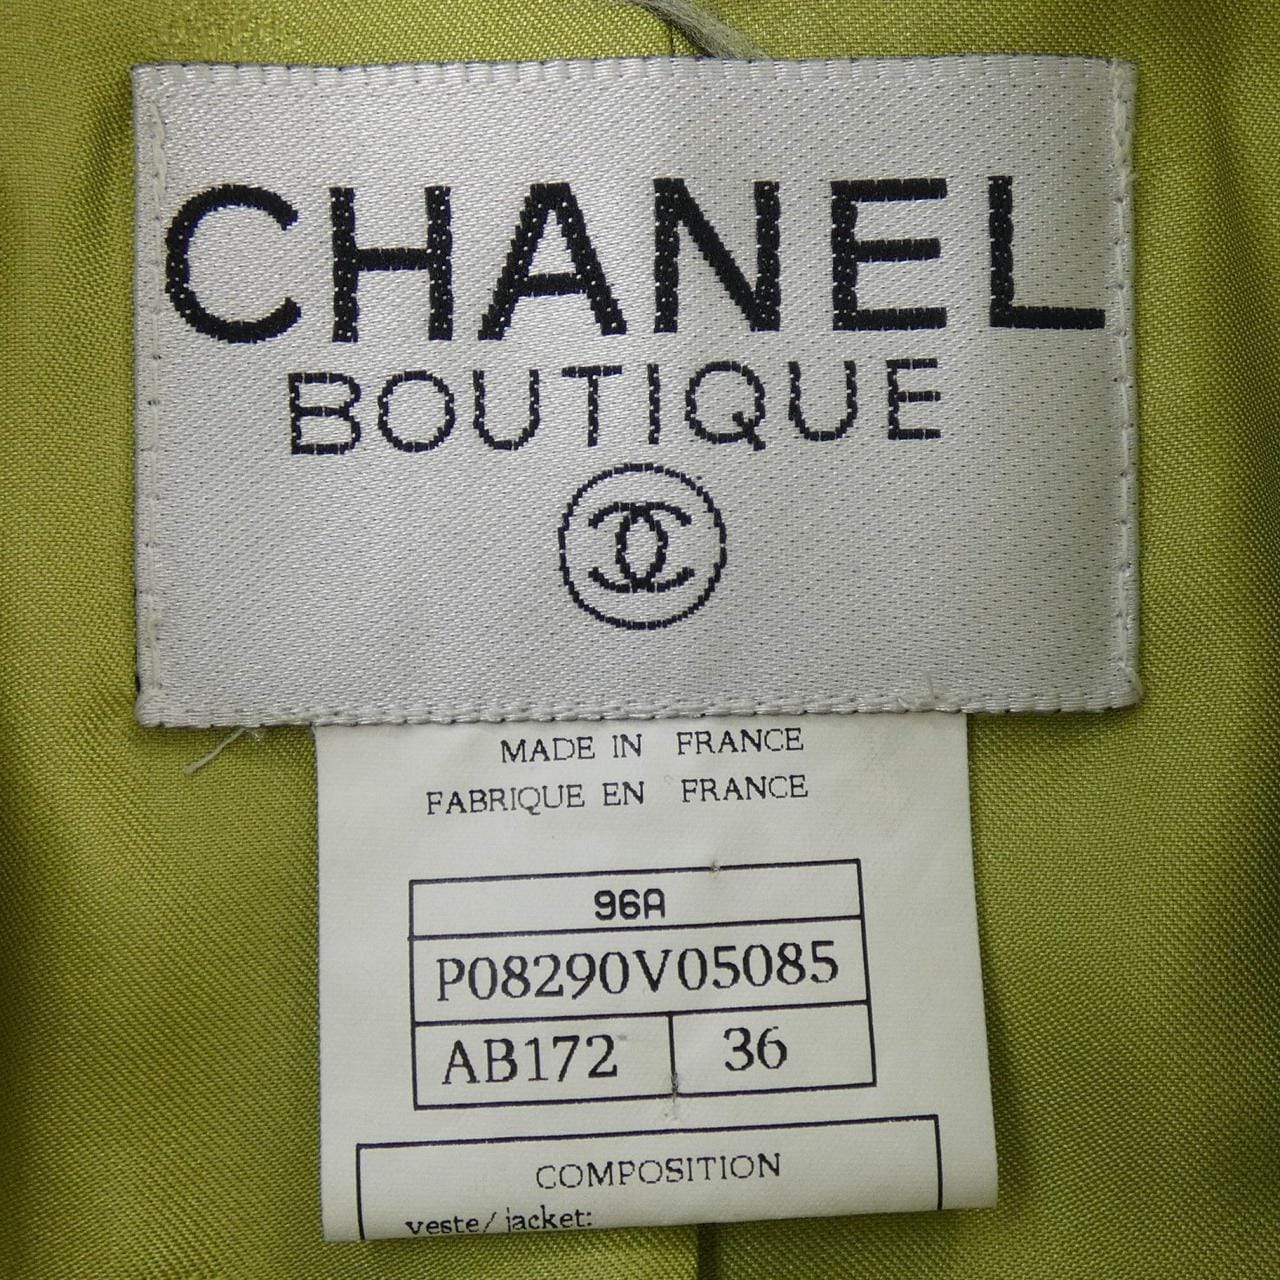 CHANEL
BOUTIQUE
MADE IN FRANCE
FABRIQUE EN FRANCE
96A
P08290V05085
AB172 36
COMPOSITION
veste/jacket: